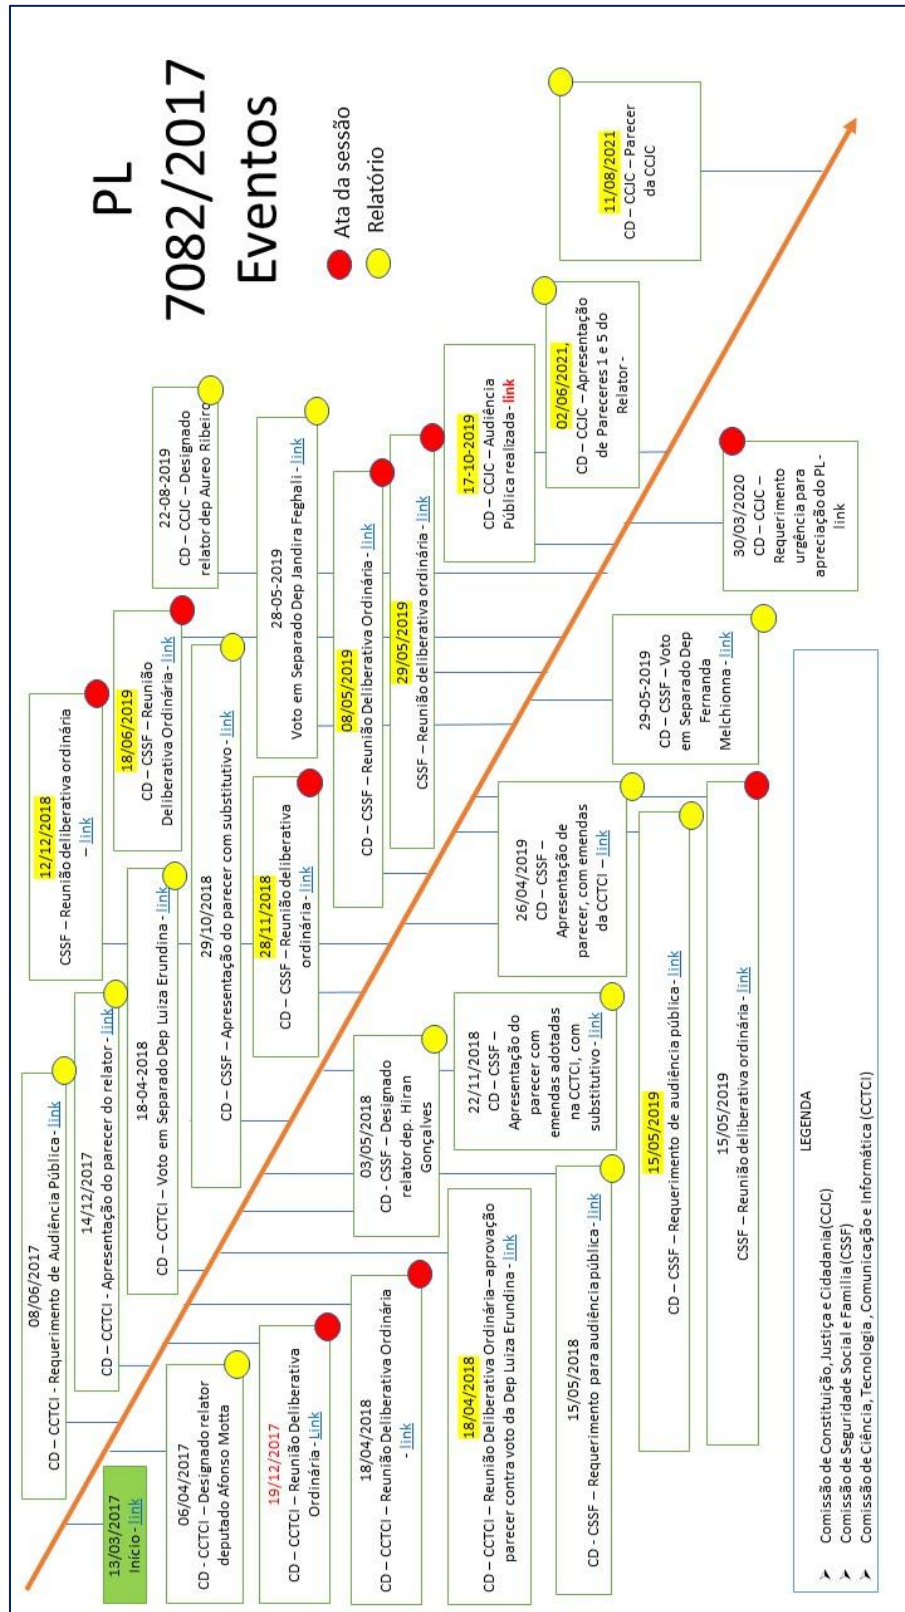 PL
7082/2017
Eventos
Ata da sessão
Relatório
13/03/2017
Início - link
08/06/2017
CD – CCTCI - Requerimento de Audiência Pública - link
14/12/2017
CD – CCTCI - Apresentação do parecer do relator - link
18-04-2018
CD – CCTCI – Voto em Separado Dep Luiza Erundina - link
29/10/2018
CD – CSSF – Apresentação do parecer com substitutivo - link
12/12/2018
CSSF – Reunião deliberativa ordinária
– link
18/06/2019
CD – CSSF – Reunião
Deliberativa Ordinária - link
28/11/2018
CD – CSSF – Reunião deliberativa
ordinária - link
22-08-2019
CD – CCJC – Designado
relator dep Aureo Ribeiro
28-05-2019
Voto em Separado Dep Jandira Feghali - link
08/05/2019
CD – CSSF – Reunião Deliberativa Ordinária - link
29/05/2019
CSSF – Reunião deliberativa ordinária - link
17-10-2019
CD – CCJC – Audiência
Pública realizada - link
02/06/2021,
CD – CCJC – Apresentação
de Pareceres 1 e 5 do
Relator -
11/08/2021
CD – CCJC – Parecer
da CCJC
06/04/2017
CD - CCTCI – Designado relator
deputado Afonso Motta
19/12/2017
CD – CCTCI – Reunião Deliberativa
Ordinária - Link
18/04/2018
CD – CCTCI – Reunião Deliberativa Ordinária
- link
18/04/2018
CD – CCTCI – Reunião Deliberativa Ordinária – aprovação
parecer contra voto da Dep Luiza Erundina - link
15/05/2018
CD - CSSF – Requerimento para audiência pública - link
03/05/2018
CD - CSSF – Designado
relator dep. Hiran
Gonçalves
22/11/2018
CD – CSSF –
Apresentação do
parecer com
emendas adotadas
na CCTCI, com
substitutivo - link
26/04/2019
CD – CSSF –
Apresentação de
parecer, com emendas
da CCTCI – link
15/05/2019
CD – CSSF – Requerimento de audiência pública - link
15/05/2019
CSSF – Reunião deliberativa ordinária - link
29-05-2019
CD – CSSF – Voto
em Separado Dep
Fernanda
Melchionna - link
30/03/2020
CD – CCJC –
Requerimento
urgência para
apreciação do PL-
link
LEGENDA
Comissão de Constituição, Justiça e Cidadania (CCJC)
Comissão de Seguridade Social e Família (CSSF)
Comissão de Ciência, Tecnologia, Comunicação e Informática (CCTCI)